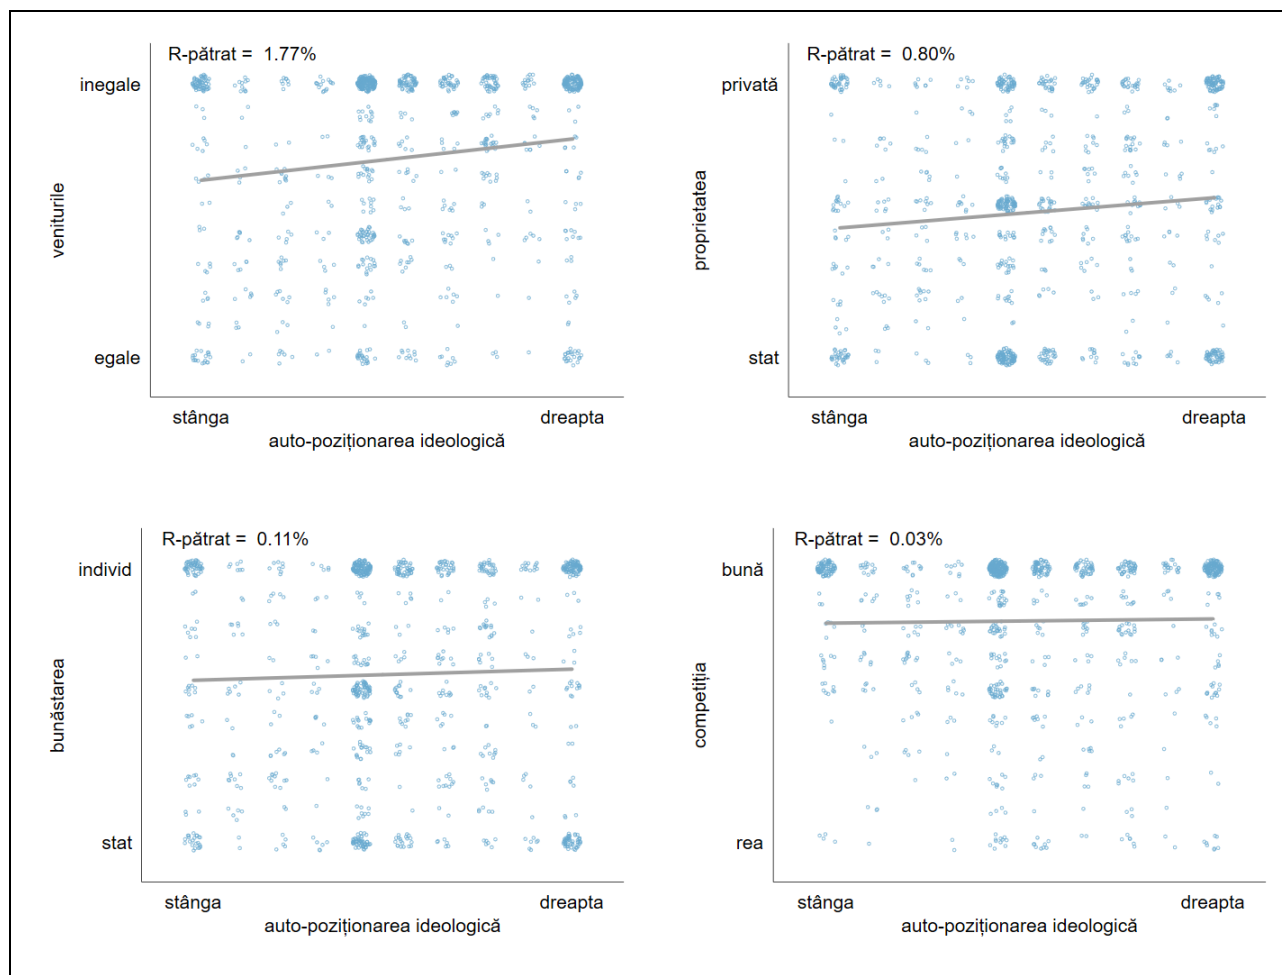 R-pătrat = 1.77%
inegale
veniturile
egale
stânga
dreapta
auto-poziționarea ideologică
R-pătrat = 0.80%
privată
proprietatea
stat
stânga
dreapta
auto-poziționarea ideologică
R-pătrat = 0.11%
individ
bunăstarea
stat
stânga
dreapta
auto-poziționarea ideologică
R-pătrat = 0.03%
bună
competiția
rea
stânga
dreapta
auto-poziționarea ideologică